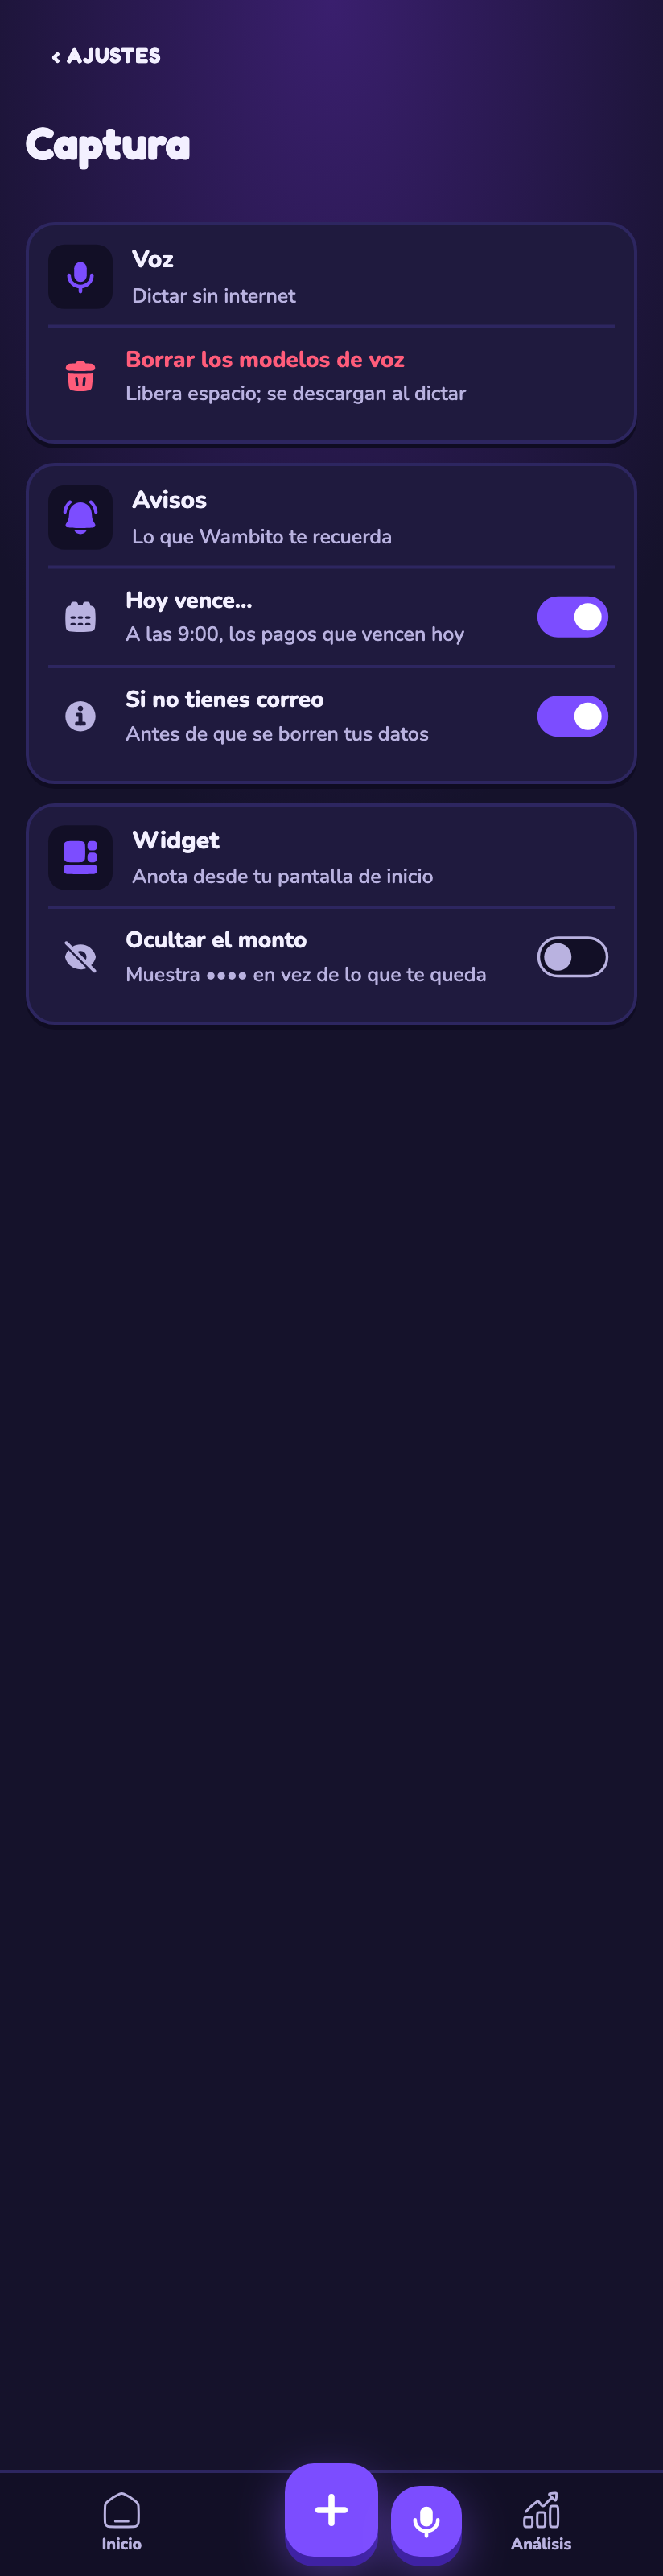 ‹ AJUSTES
Captura
Voz
Dictar sin internet
Borrar los modelos de voz
Libera espacio; se descargan al dictar
Avisos
Lo que Wambito te recuerda
Hoy vence...
A las 9:00, los pagos que vencen hoy
Si no tienes correo
Antes de que se borren tus datos
Widget
Anota desde tu pantalla de inicio
Ocultar el monto
Muestra •••• en vez de lo que te queda
Inicio
Análisis